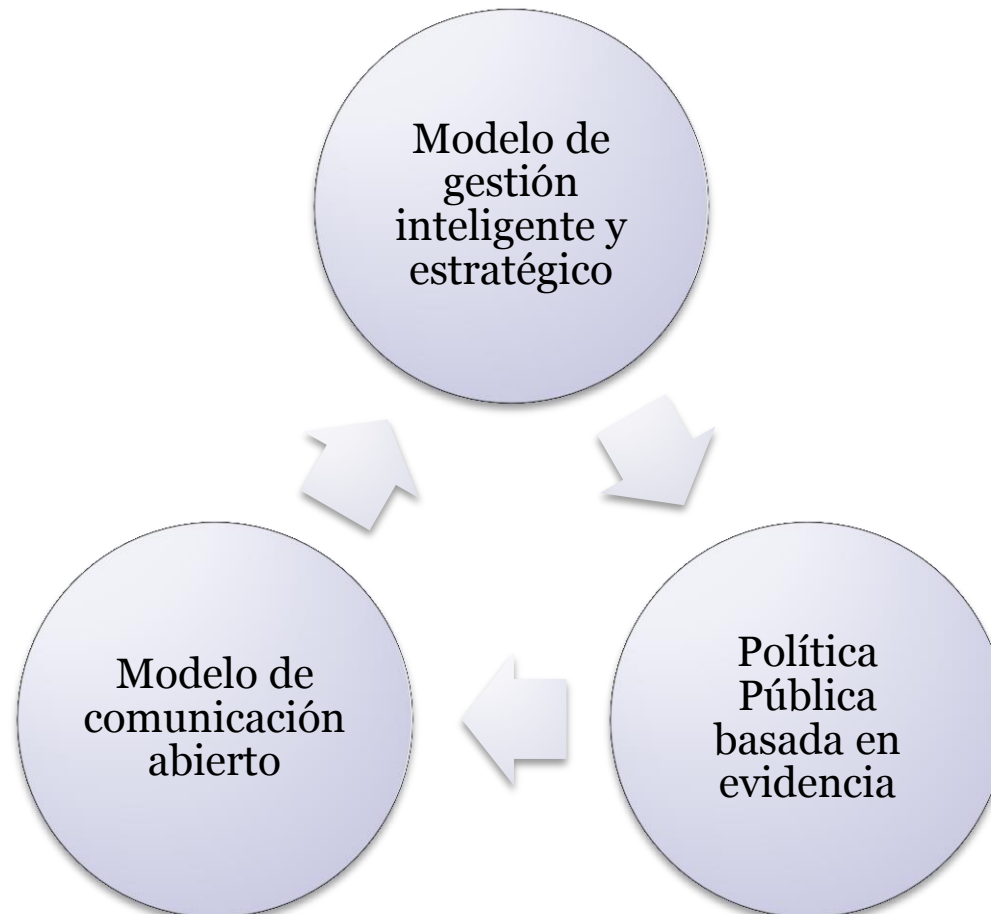 Modelo de
gestión
inteligente y
estratégico
Política
Pública
basada en
evidencia
Modelo de
comunicación
abierto